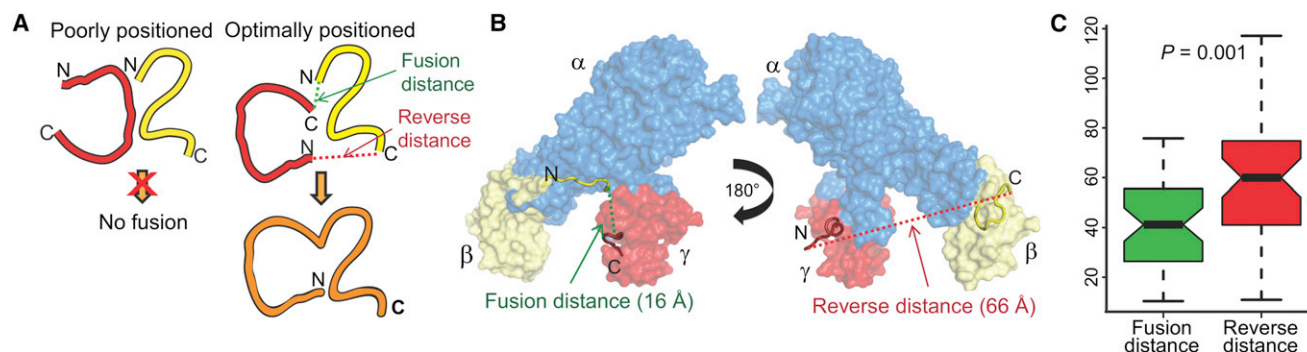 A
Poorly positioned
Optimally positioned
N
N
C
C
N
C
N
C
Fusion
distance
Reverse
distance
No fusion
N
C
B
α
N
β
C
γ
Fusion distance (16 Å)
180°
α
C
N
γ
β
Reverse distance (66 Å)
C
P = 0.001
120
100
80
60
40
20
Fusion
distance
Reverse
distance